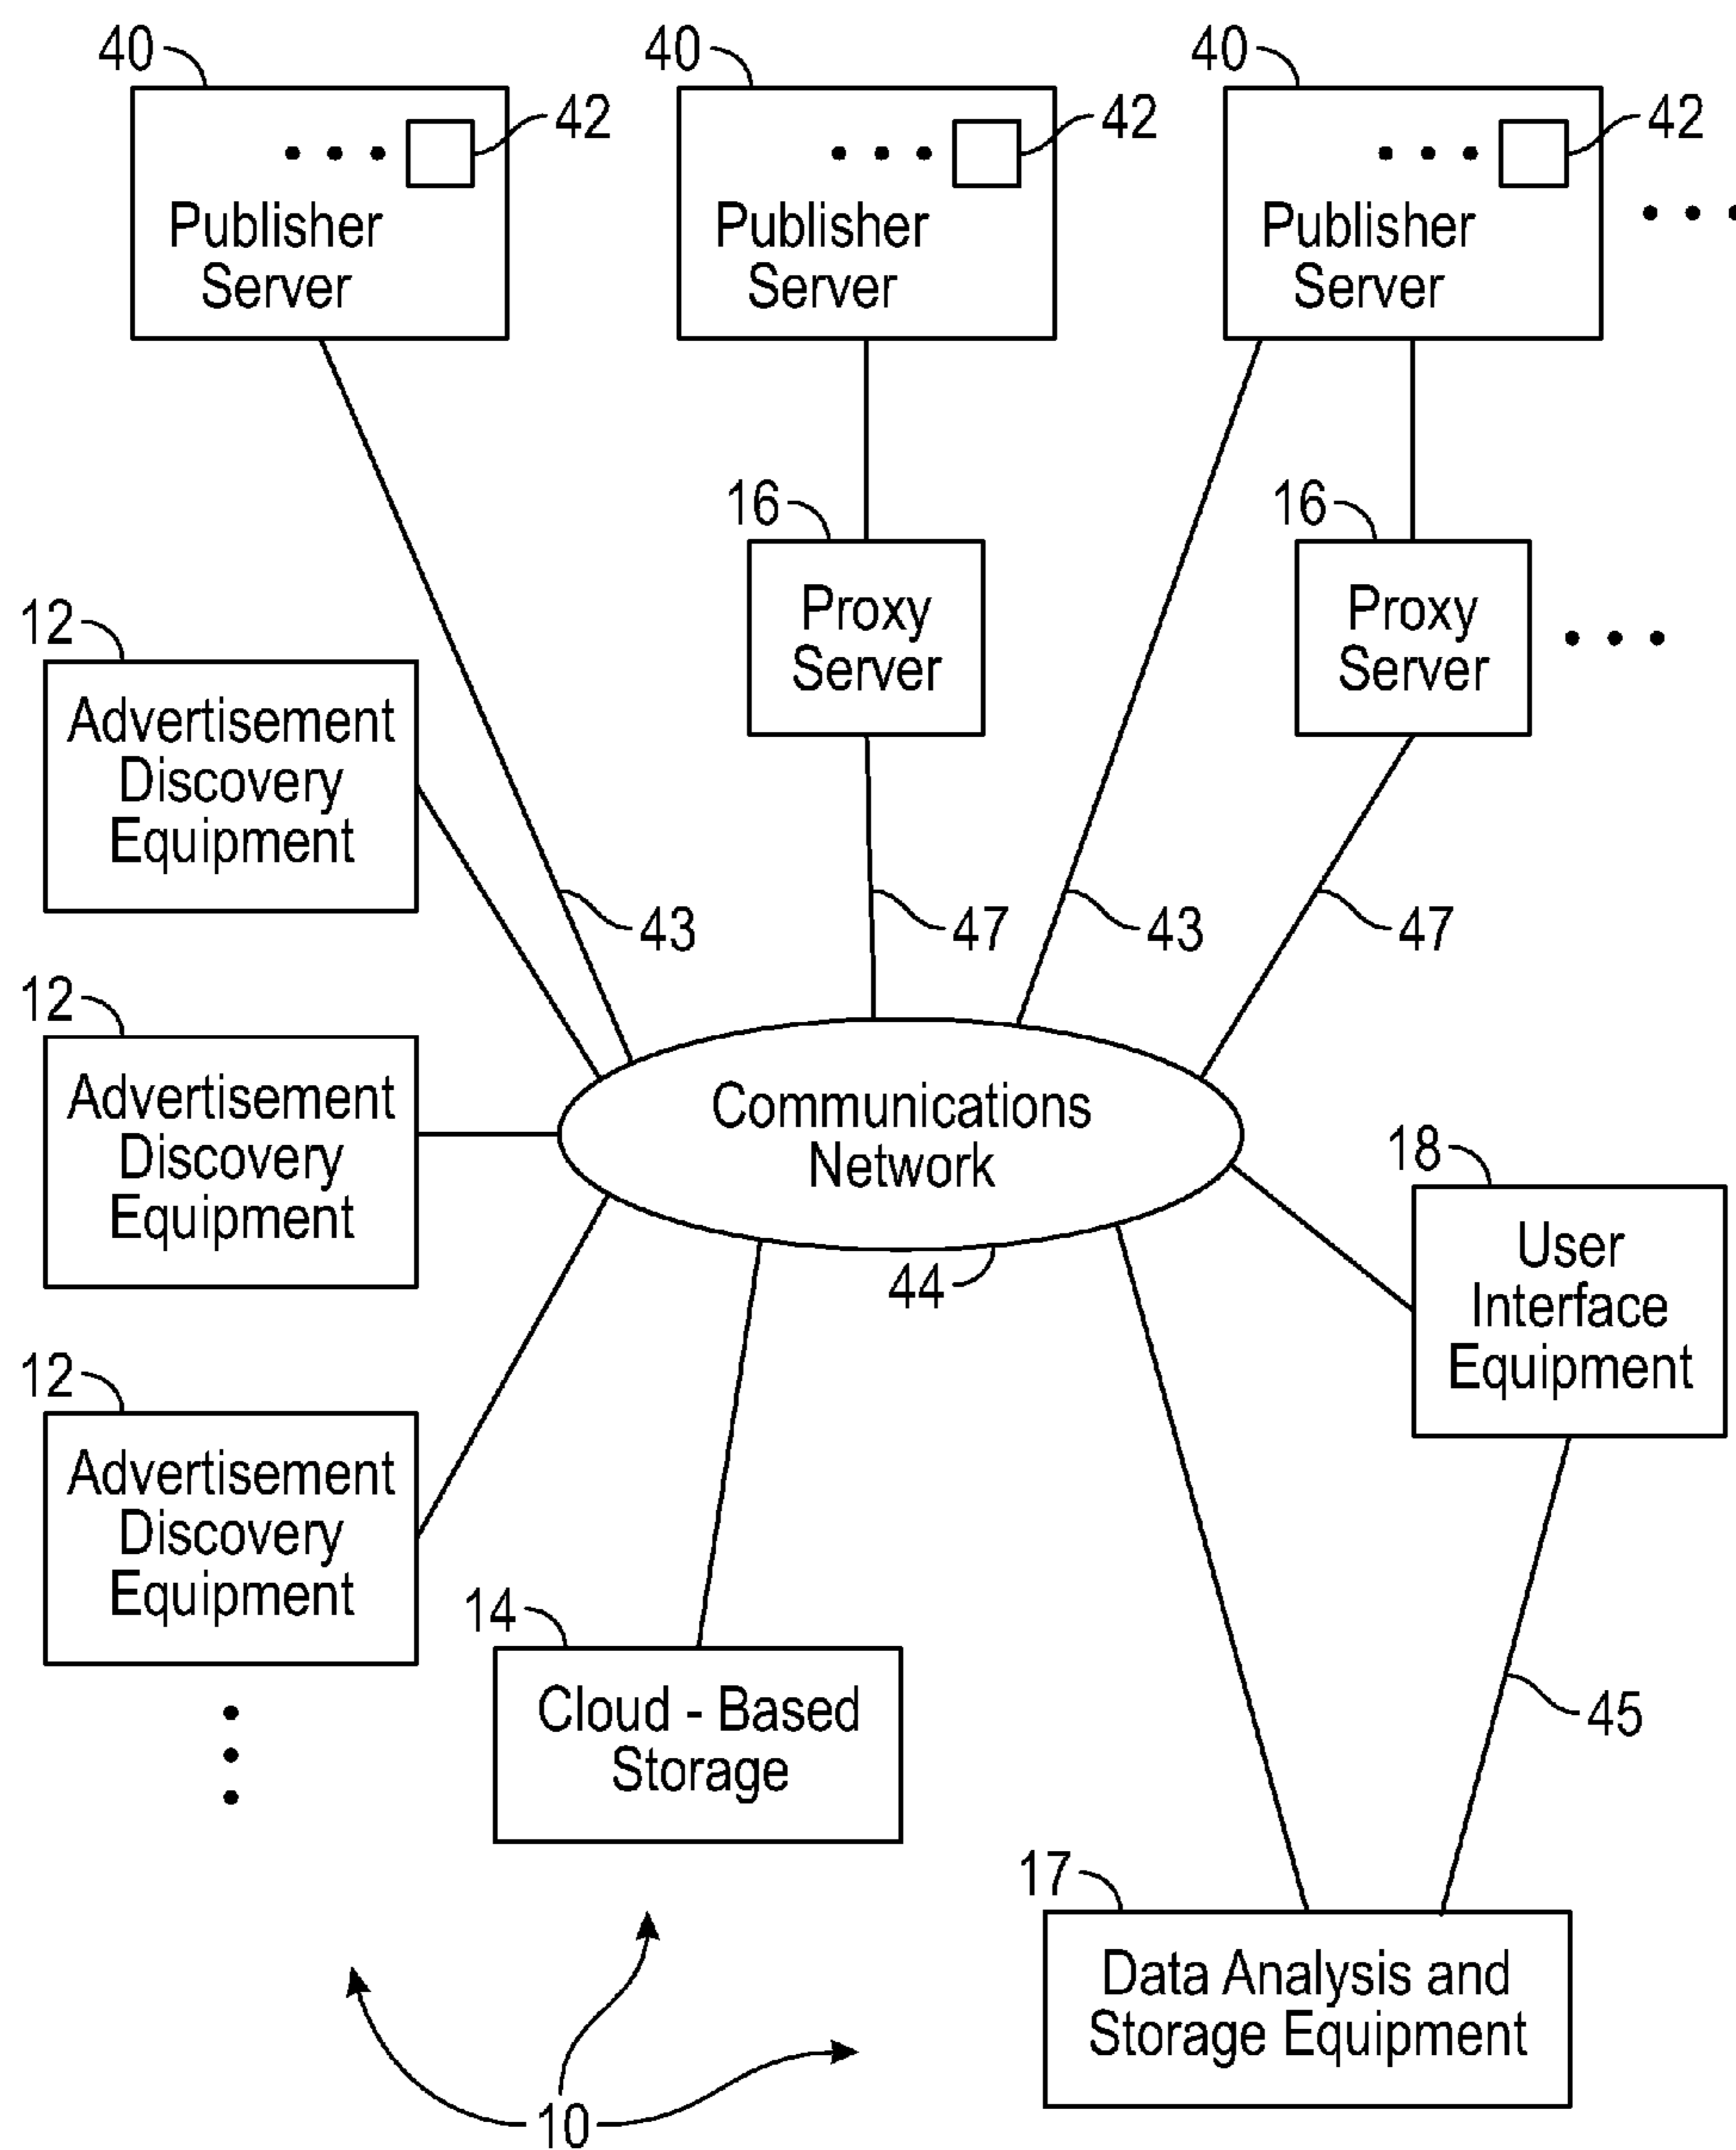 40
40
40
42
42
42
Publisher
Server
Publisher
Server
Publisher
Server
16
16
Proxy
Server
Proxy
Server
12
Advertisement
Discovery
Equipment
43
47
43
47
12
Advertisement
Discovery
Equipment
Communications
Network
44
18
User
Interface
Equipment
12
Advertisement
Discovery
Equipment
14
Cloud - Based
Storage
45
17
Data Analysis and
Storage Equipment
10